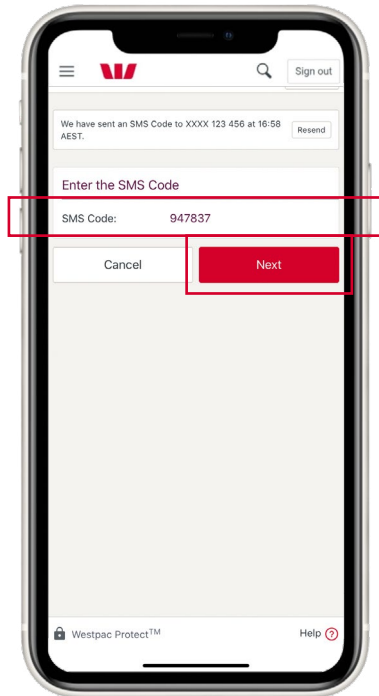 Sign out
We have sent an SMS Code to XXXX 123 456 at 16:58
AEST.
Resend
Enter the SMS Code
SMS Code: 947837
Cancel Next
Westpac Protect™ Help ?